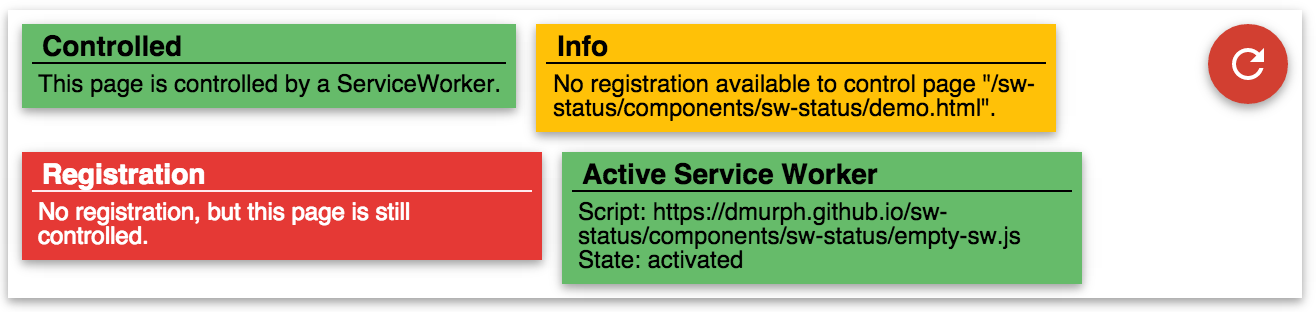 Controlled
This page is controlled by a ServiceWorker.
Info
No registration available to control page "/sw-
status/components/sw-status/demo.html".
Registration
No registration, but this page is still
controlled.
Active Service Worker
Script: https://dmurph.github.io/sw-
status/components/sw-status/empty-sw.js
State: activated